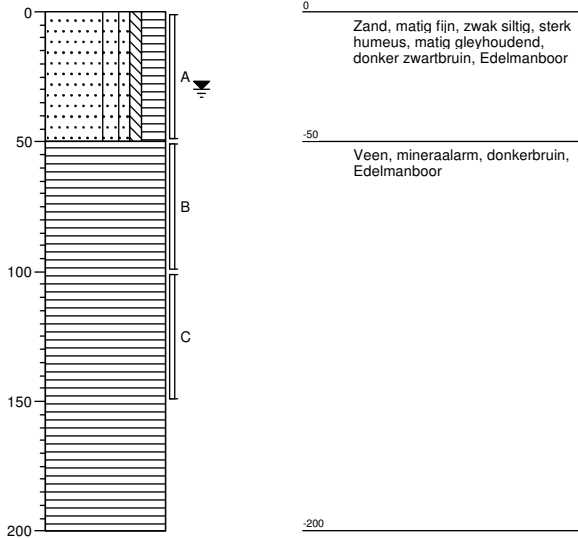 0
50
100
150
200
A
B
C
0
Zand, matig fijn, zwak siltig, sterk
humeus, matig gleyhoudend,
donker zwartbruin, Edelmanboor
-50
Veen, mineraalarm, donkerbruin,
Edelmanboor
-200